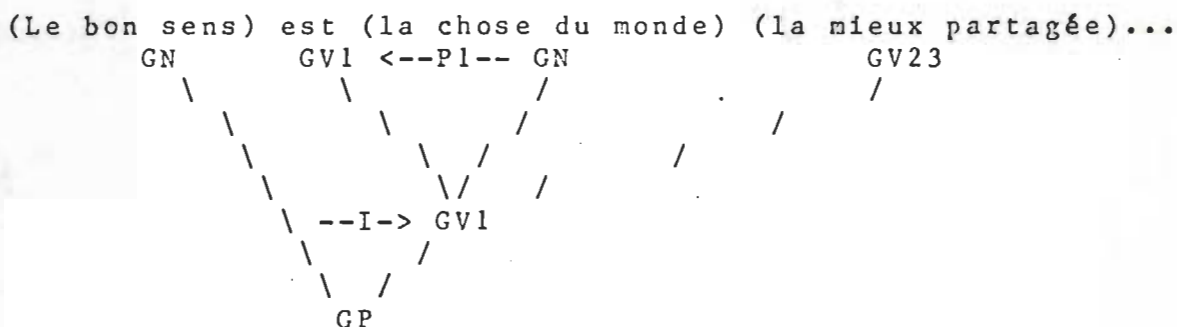 (Le bon sens) est (la chose du monde) (la mieux partagée)...
GN GV1 <--P1-- GN GV23
--I-> GV1
GP